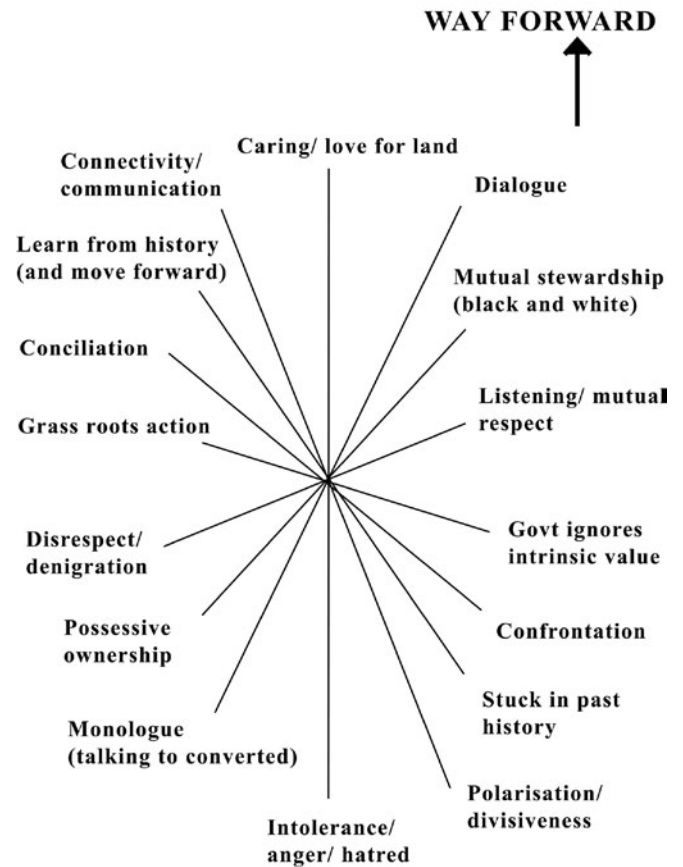 WAY FORWARD
Caring/ love for land
Connectivity/
communication
Dialogue
Learn from history
(and move forward)
Mutual stewardship
(black and white)
Conciliation
Listening/ mutual
respect
Grass roots action
Disrespect/
denigration
Govt ignores
intrinsic value
Possessive
ownership
Confrontation
Stuck in past
history
Monologue
(talking to converted)
Polarisation/
divisiveness
Intolerance/
anger/ hatred